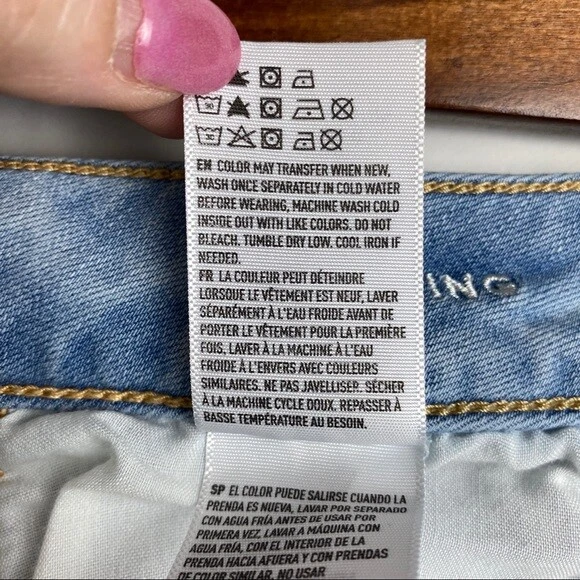 EN COLOR MAY TRANSFER WHEN NEW,
WASH ONCE SEPARATELY IN COLD WATER
BEFORE WEARING, MACHINE WASH COLD
INSIDE OUT WITH LIKE COLORS. DO NOT
BLEACH. TUMBLE DRY LOW. COOL IRON IF
NEEDED.
FR LA COULEUR PEUT DÉTEINDRE
LORSQUE LE VÊTEMENT EST NEUF, LAVER
SÉPARÉMENT À L'EAU FROIDE AVANT DE
PORTER LE VÊTEMENT POUR LA PREMIÈRE
FOIS, LAVER À LA MACHINE À L'EAU
FROIDE À L'ENVERS AVEC COULEURS
SIMILAIRES. NE PAS JAVELLISER. SÉCHER
À LA MACHINE CYCLE DOUX. REPASSER À
BASSE TEMPÉRATURE AU BESOIN.
ING
SP EL COLOR PUEDE SALIRSE CUANDO LA
PRENDA ES NUEVA, LAVAR POR SEPARADO
CON AGUA FRÍA ANTES DE USAR POR
PRIMERA VEZ, LAVAR A MÁQUINA CON
AGUA FRÍA, CON EL INTERIOR DE LA
PRENDA HACIA AFUERA Y CON PRENDAS
DE COLOR SIMILAR. NO USAR